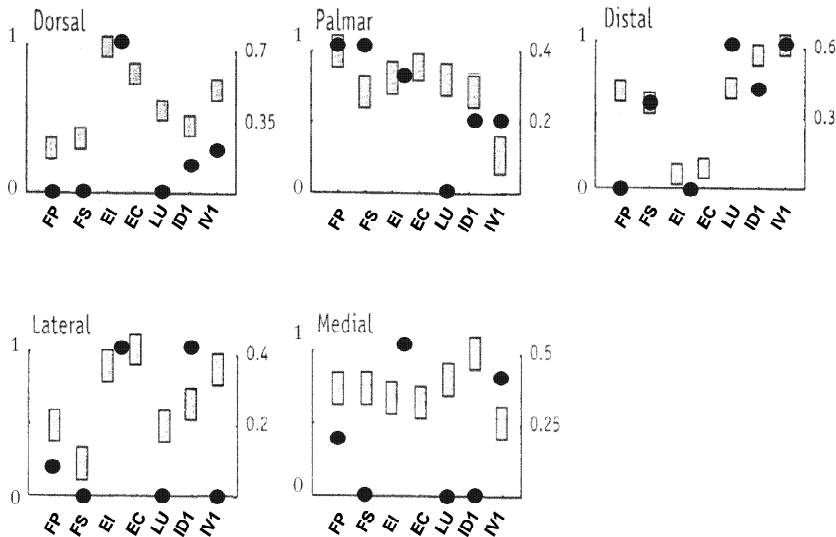 Dorsal
1
0.7
0.35
0
FP FS EI EC LU ID1 IV1
Palmar
1
0.4
0.2
0
FP FS EI EC LU ID1 IV1
Distal
1
0.6
0.3
0
FP FS EI EC LU ID1 IV1
Lateral
1
0.4
0.2
0
FP FS EI EC LU ID1 IV1
Medial
1
0.5
0.25
0
FP FS EI EC LU ID1 IV1